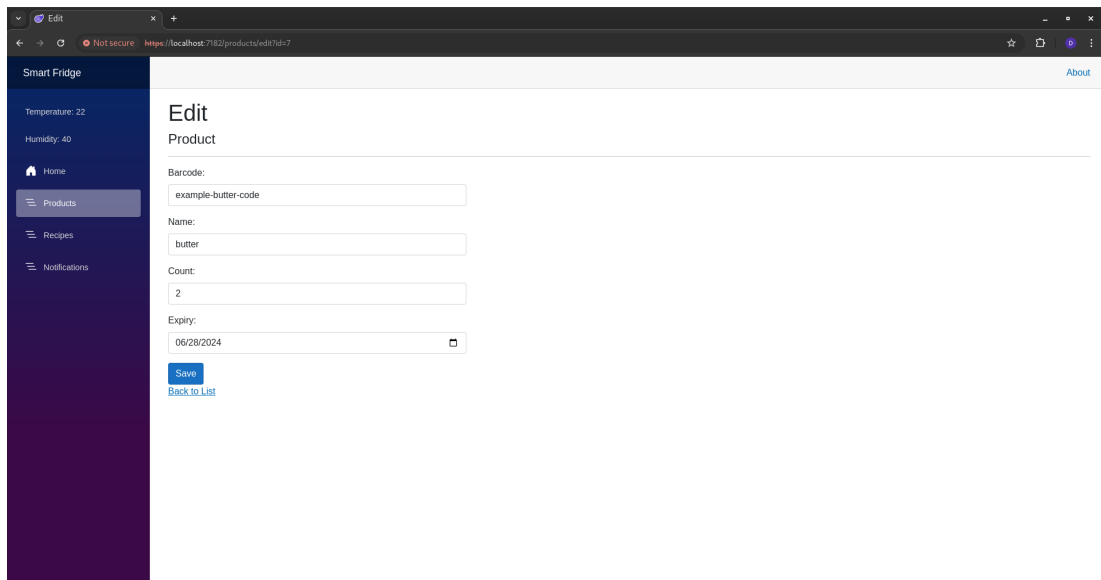 Edit
Not secure https://localhost:7182/products/edit?id=7
D
Smart Fridge
About
Temperature: 22
Humidity: 40
Home
Products
Recipes
Notifications
Edit
Product
Barcode:
example-butter-code
Name:
butter
Count:
2
Expiry:
06/28/2024
Save
Back to List